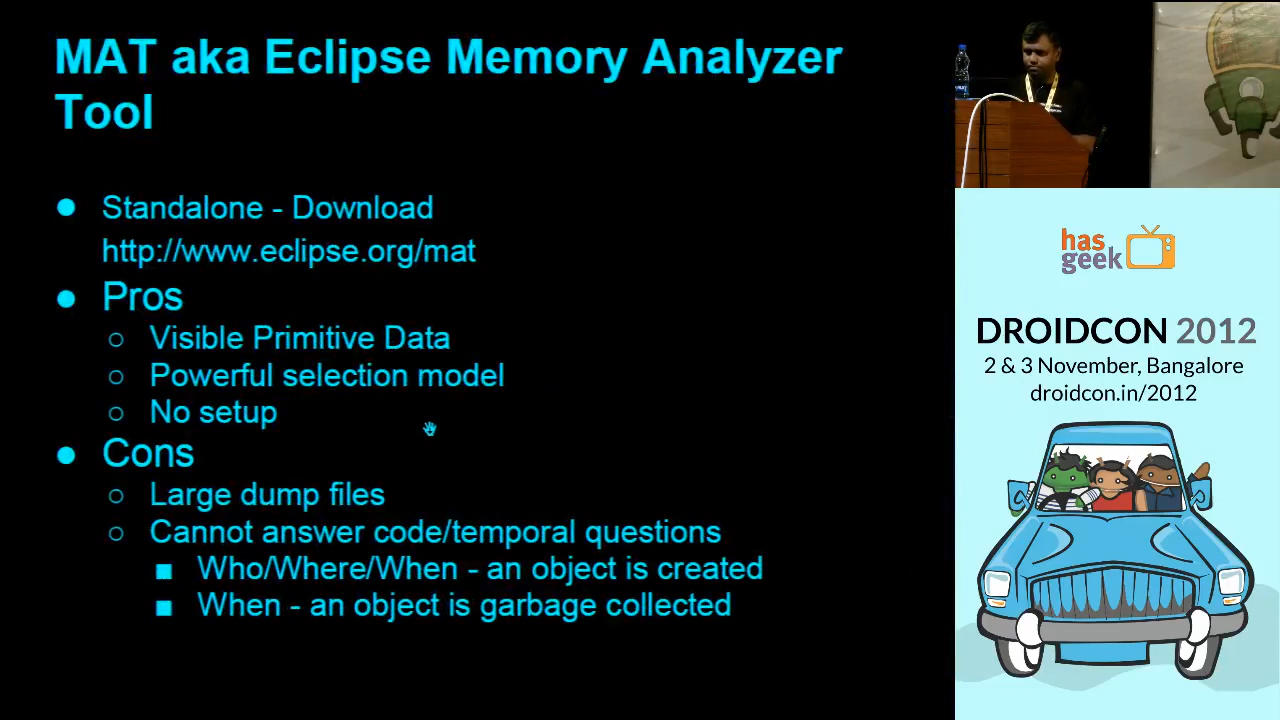 MAT aka Eclipse Memory Analyzer
Tool
● Standalone - Download
http://www.eclipse.org/mat
● Pros
○ Visible Primitive Data
○ Powerful selection model
○ No setup
● Cons
○ Large dump files
○ Cannot answer code/temporal questions
■ Who/Where/When - an object is created
■ When - an object is garbage collected
has
geek
DROIDCON 2012
2 & 3 November, Bangalore
droidcon.in/2012